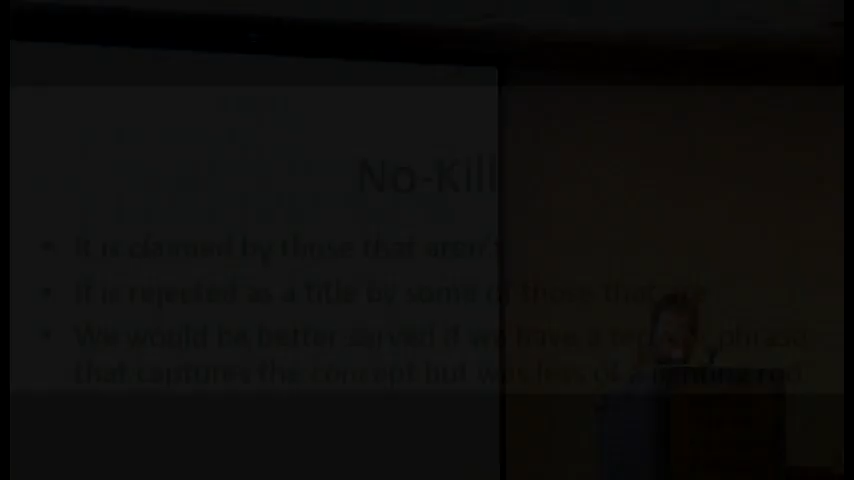 No-Kill
• It is claimed by those that aren't
• It is rejected as a title by some of those that are
• We would be better served if we have a term or phrase
that captures the concept but was less of a lightning rod